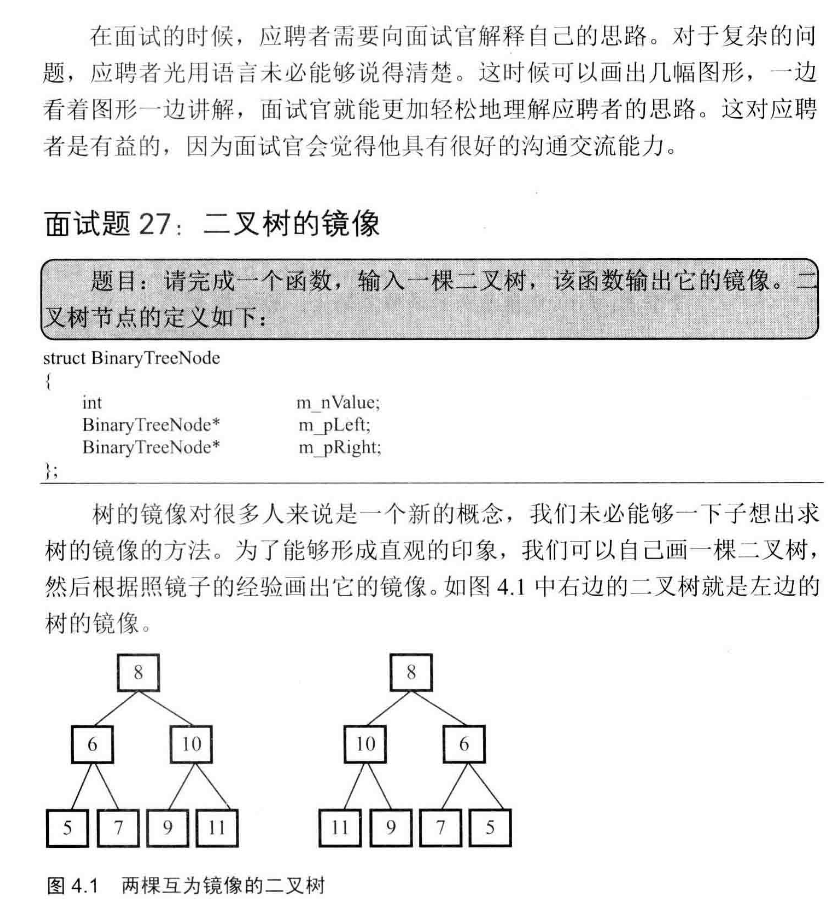 在面试的时候，应聘者需要向面试官解释自己的思路。对于复杂的问
题，应聘者光用语言未必能够说得清楚。这时候可以画出几幅图形，一边
看着图形一边讲解，面试官就能更加轻松地理解应聘者的思路。这对应聘
者是有益的，因为面试官会觉得他具有很好的沟通交流能力。
面试题 27：二叉树的镜像
题目：请完成一个函数，输入一棵二叉树，该函数输出它的镜像。二
叉树节点的定义如下：
struct BinaryTreeNode
{
int m_nValue;
BinaryTreeNode* m_pLeft;
BinaryTreeNode* m_pRight;
};
树的镜像对很多人来说是一个新的概念，我们未必能够一下子想出求
树的镜像的方法。为了能够形成直观的印象，我们可以自己画一棵二叉树，
然后根据照镜子的经验画出它的镜像。如图 4.1 中右边的二叉树就是左边的
树的镜像。
8 8
6 10 10 6
5 7 9 11 11 9 7 5
图 4.1 两棵互为镜像的二叉树